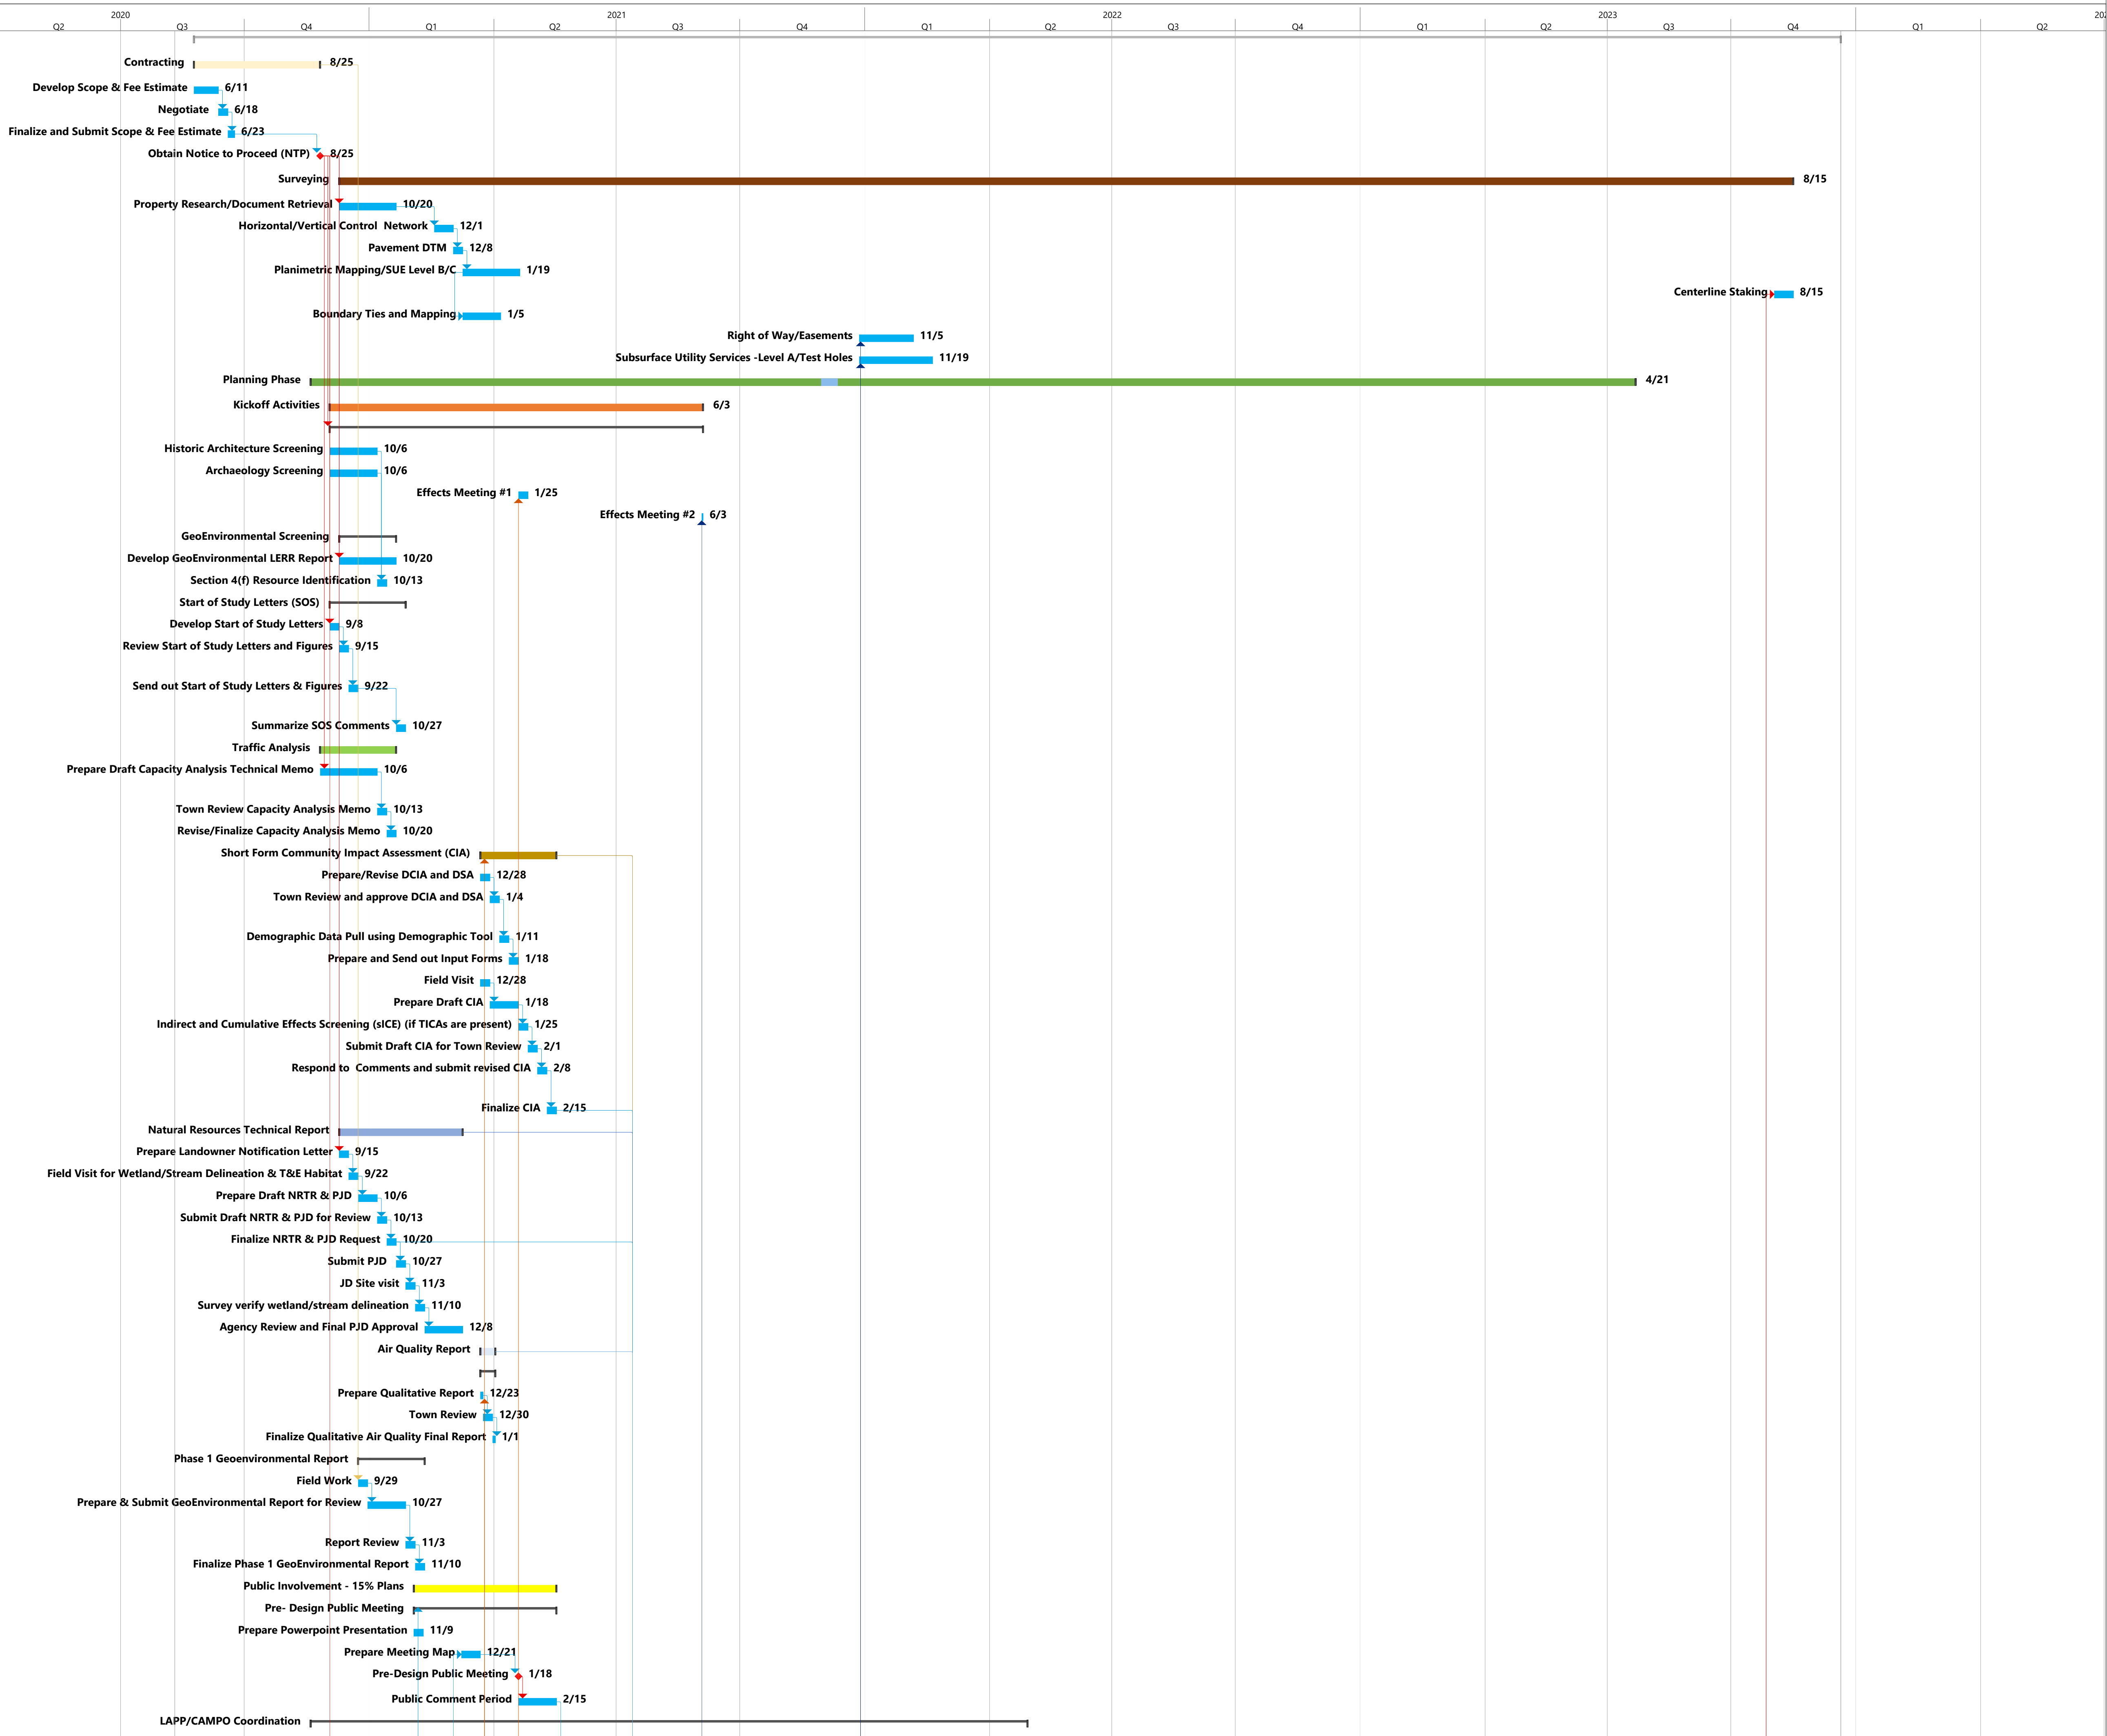 2020 2021 2022 2023
Q2 Q3 Q4 Q1 Q2 Q3 Q4 Q1 Q2 Q3 Q4 Q1 Q2 Q3 Q4 Q1 Q2
Contracting 8/25
Develop Scope & Fee Estimate 6/11
Negotiate 6/18
Finalize and Submit Scope & Fee Estimate 6/23
Obtain Notice to Proceed (NTP) 8/25
Surveying 8/15
Property Research/Document Retrieval 10/20
Horizontal/Vertical Control Network 12/1
Pavement DTM 12/8
Planimetric Mapping/SUE Level B/C 1/19
Centerline Staking 8/15
Boundary Ties and Mapping 1/5
Right of Way/Easements 11/5
Subsurface Utility Services -Level A/Test Holes 11/19
Planning Phase 4/21
Kickoff Activities 6/3
Historic Architecture Screening 10/6
Archaeology Screening 10/6
Effects Meeting #1 1/25
Effects Meeting #2 6/3
GeoEnvironmental Screening
Develop GeoEnvironmental LERR Report 10/20
Section 4(f) Resource Identification 10/13
Start of Study Letters (SOS)
Develop Start of Study Letters 9/8
Review Start of Study Letters and Figures 9/15
Send out Start of Study Letters & Figures 9/22
Summarize SOS Comments 10/27
Traffic Analysis
Prepare Draft Capacity Analysis Technical Memo 10/6
Town Review Capacity Analysis Memo 10/13
Revise/Finalize Capacity Analysis Memo 10/20
Short Form Community Impact Assessment (CIA)
Prepare/Revise DCIA and DSA 12/28
Town Review and approve DCIA and DSA 1/4
Demographic Data Pull using Demographic Tool 1/11
Prepare and Send out Input Forms 1/18
Field Visit 12/28
Prepare Draft CIA 1/18
Indirect and Cumulative Effects Screening (sICE) (if TICAs are present) 1/25
Submit Draft CIA for Town Review 2/1
Respond to Comments and submit revised CIA 2/8
Finalize CIA 2/15
Natural Resources Technical Report
Prepare Landowner Notification Letter 9/15
Field Visit for Wetland/Stream Delineation & T&E Habitat 9/22
Prepare Draft NRTR & PJD 10/6
Submit Draft NRTR & PJD for Review 10/13
Finalize NRTR & PJD Request 10/20
Submit PJD 10/27
JD Site visit 11/3
Survey verify wetland/stream delineation 11/10
Agency Review and Final PJD Approval 12/8
Air Quality Report
Prepare Qualitative Report 12/23
Town Review 12/30
Finalize Qualitative Air Quality Final Report 1/1
Phase 1 Geoenvironmental Report
Field Work 9/29
Prepare & Submit GeoEnvironmental Report for Review 10/27
Report Review 11/3
Finalize Phase 1 GeoEnvironmental Report 11/10
Public Involvement - 15% Plans
Pre- Design Public Meeting
Prepare Powerpoint Presentation 11/9
Prepare Meeting Map 12/21
Pre-Design Public Meeting 1/18
Public Comment Period 2/15
LAPP/CAMPO Coordination